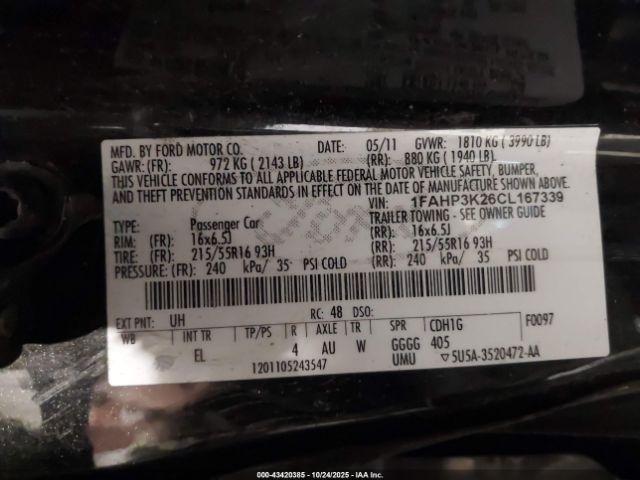 MFD. BY FORD MOTOR CO. DATE: 05/11 GVWR: 1810 KG ( 3990 LB)
GAWR: (FR): 972 KG ( 2143 LB) (RR): 880 KG ( 1940 LB).
THIS VEHICLE CONFORMS TO ALL APPLICABLE FEDERAL MOTOR VEHICLE SAFETY, BUMPER,
AND THEFT PREVENTION STANDARDS IN EFFECT ON THE DATE OF MANUFACTURE SHOWN ABOVE.
VIN: 1FAHP3K26CL167339
TYPE: Passenger Car TRAILER TOWING - SEE OWNER GUIDE
RIM: (FR): 16x6.5J (RR): 16x6.5J
TIRE: (FR): 215/55R16 93H (RR): 215/55R16 93H
PRESSURE: (FR): 240 kPa/ 35 PSI COLD (RR): 240 kPa/ 35 PSI COLD
EXT PNT: UH RC: 48 DSO: F0097
WB INT TR TP/PS R AXLE TR SPR CDH1G
EL 4 AU W GGGG 405
1201105243547 UMU ▽5U5A-3520472-AA
00-43420385 · 10/24/2025 · IAA Inc.